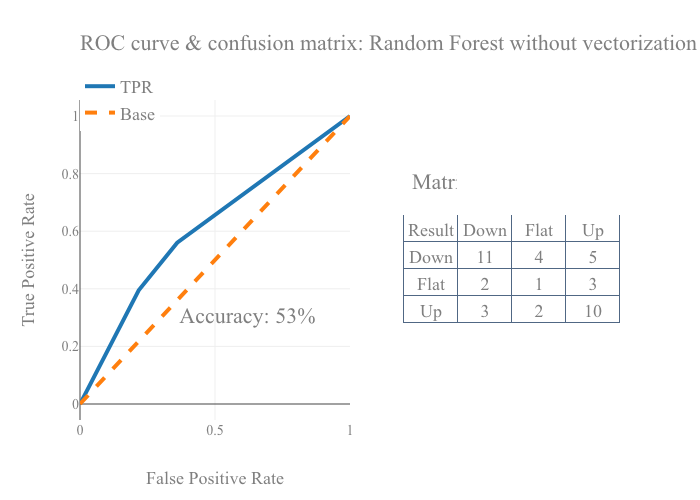 ROC curve & confusion matrix: Random Forest without vectorization
TPR
Base
1
0.8
0.6
0.4
0.2
0
0
0.5
1
True Positive Rate
False Positive Rate
Accuracy: 53%
Matr
Result Down Flat Up
Down 11 4 5
Flat 2 1 3
Up 3 2 10